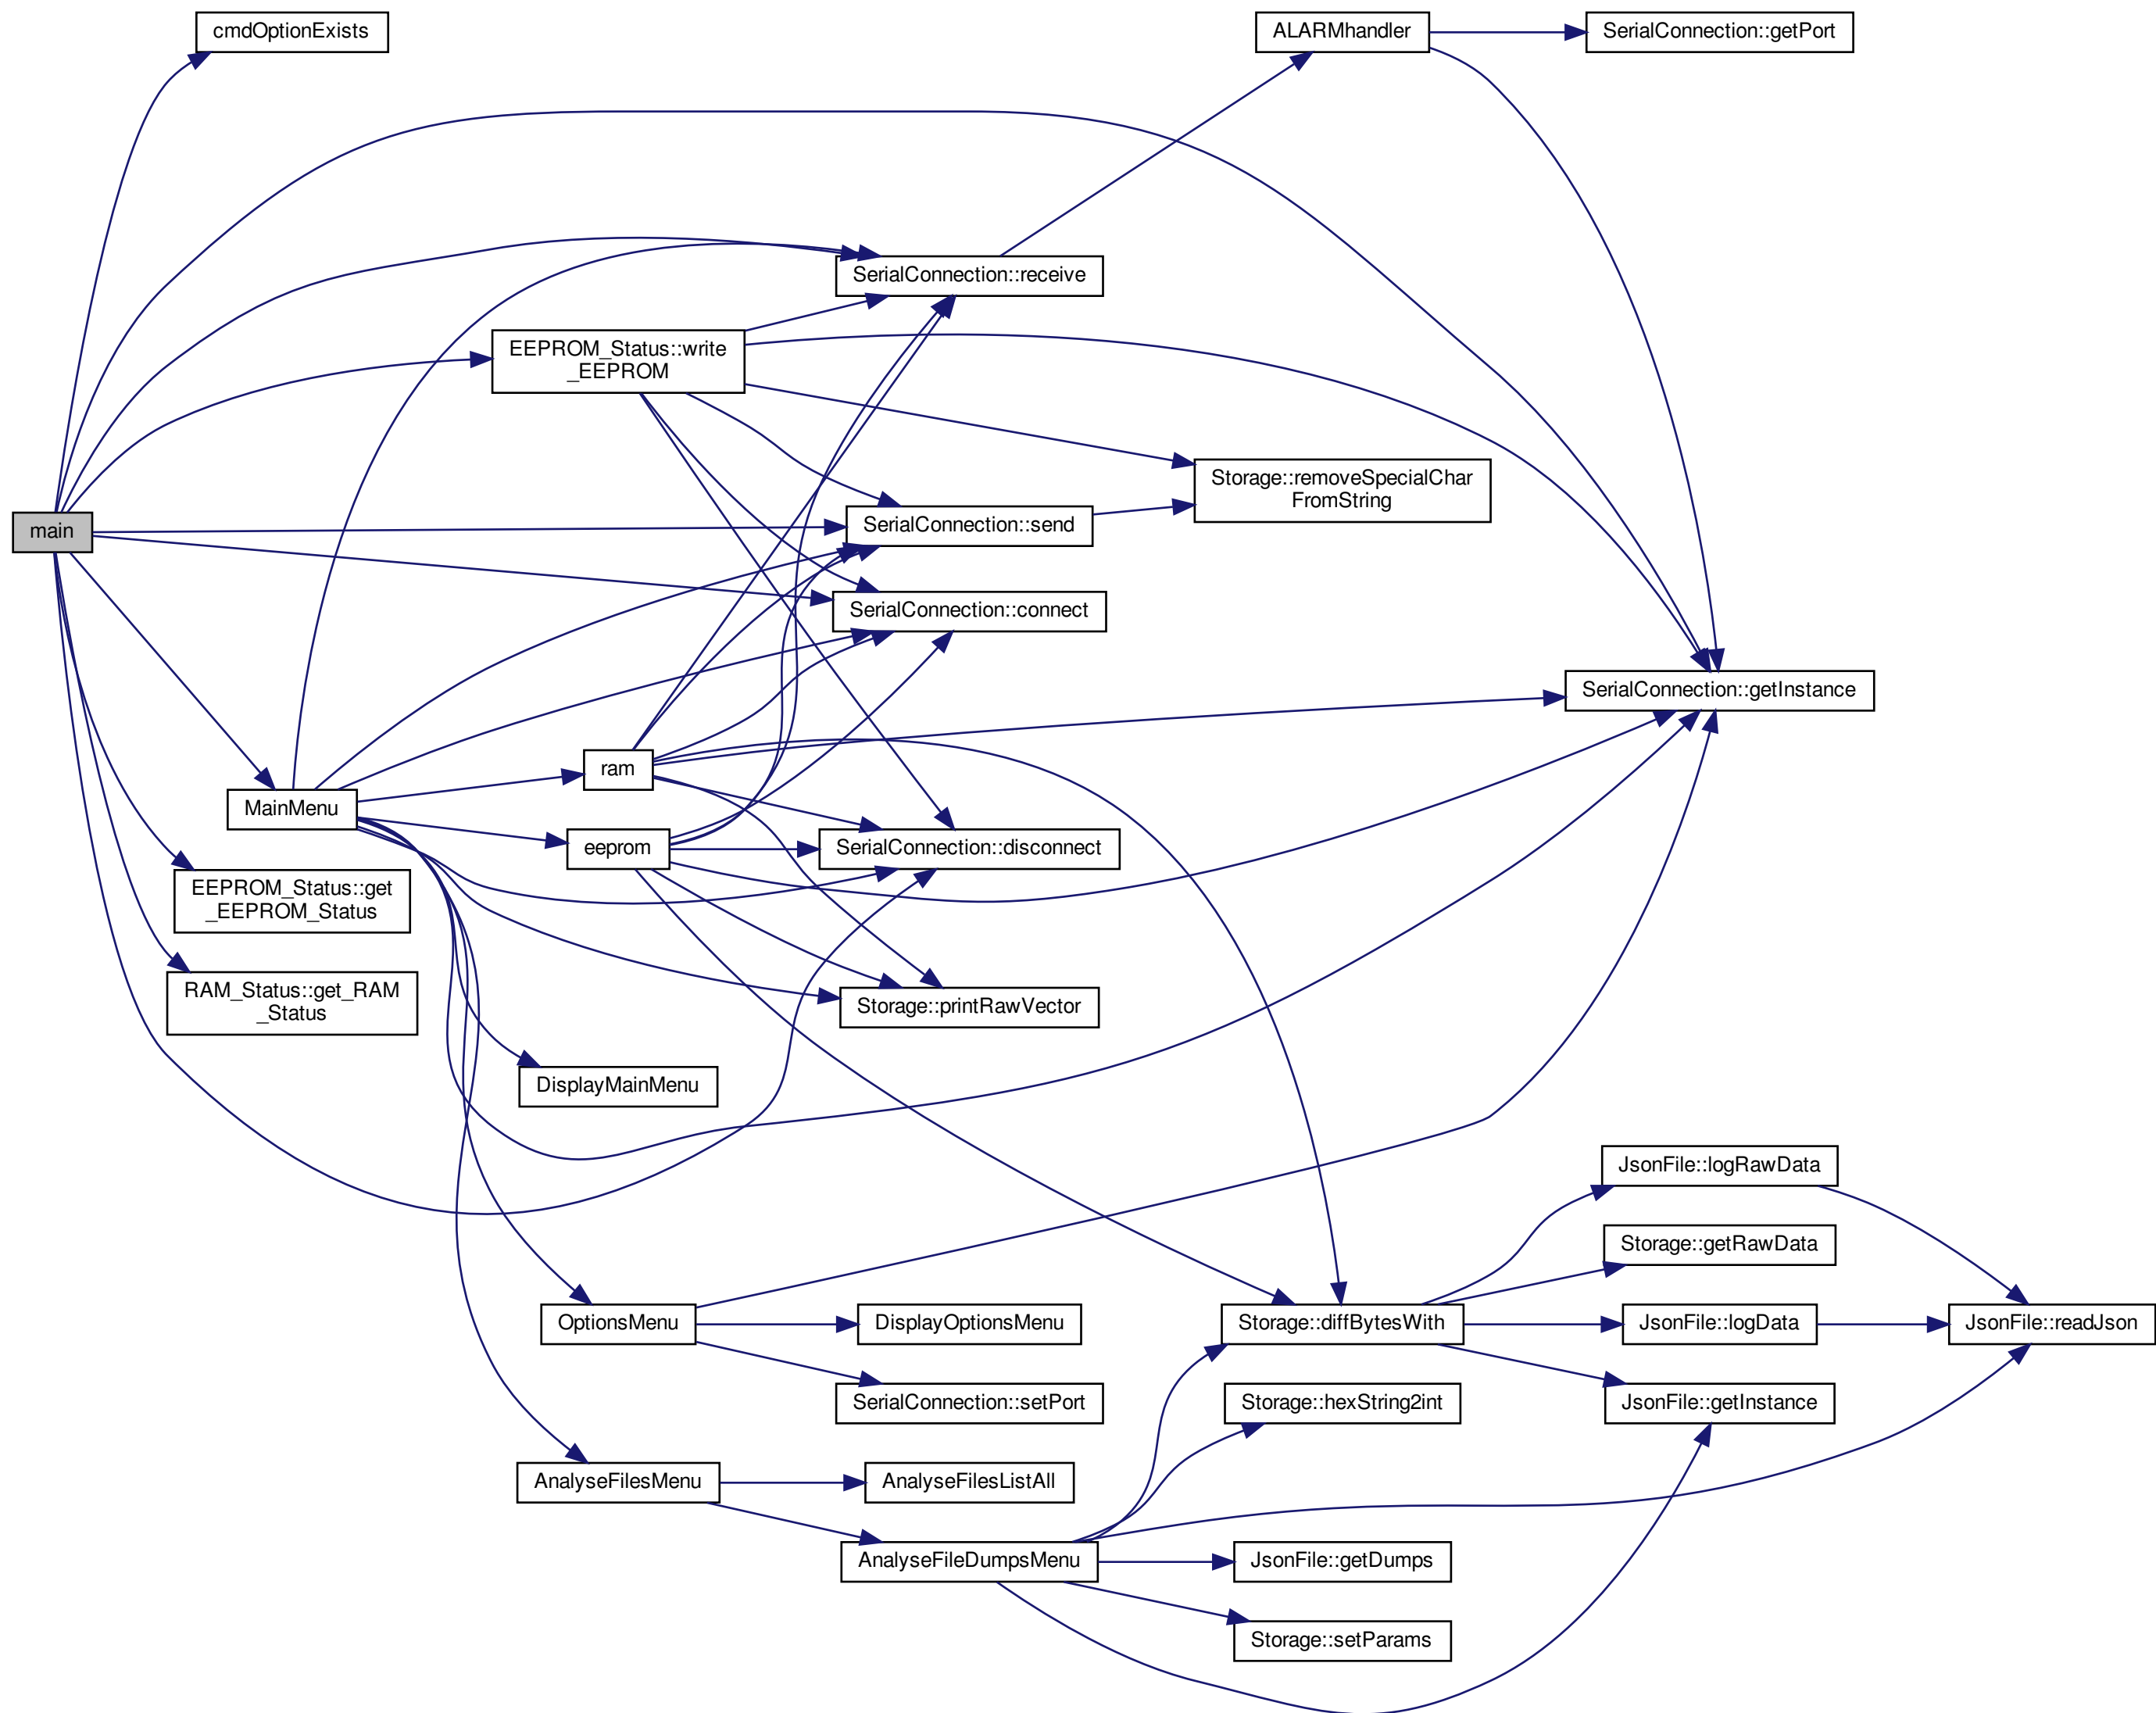 cmdOptionExists
ALARMhandler
SerialConnection::getPort
SerialConnection::receive
EEPROM_Status::write
_EEPROM
Storage::removeSpecialChar
FromString
SerialConnection::send
main
SerialConnection::connect
SerialConnection::getInstance
ram
MainMenu
eeprom
SerialConnection::disconnect
EEPROM_Status::get
_EEPROM_Status
RAM_Status::get_RAM
_Status
Storage::printRawVector
DisplayMainMenu
JsonFile::logRawData
Storage::getRawData
OptionsMenu
DisplayOptionsMenu
Storage::diffBytesWith
JsonFile::logData
JsonFile::readJson
SerialConnection::setPort
Storage::hexString2int
JsonFile::getInstance
AnalyseFilesMenu
AnalyseFilesListAll
AnalyseFileDumpsMenu
JsonFile::getDumps
Storage::setParams